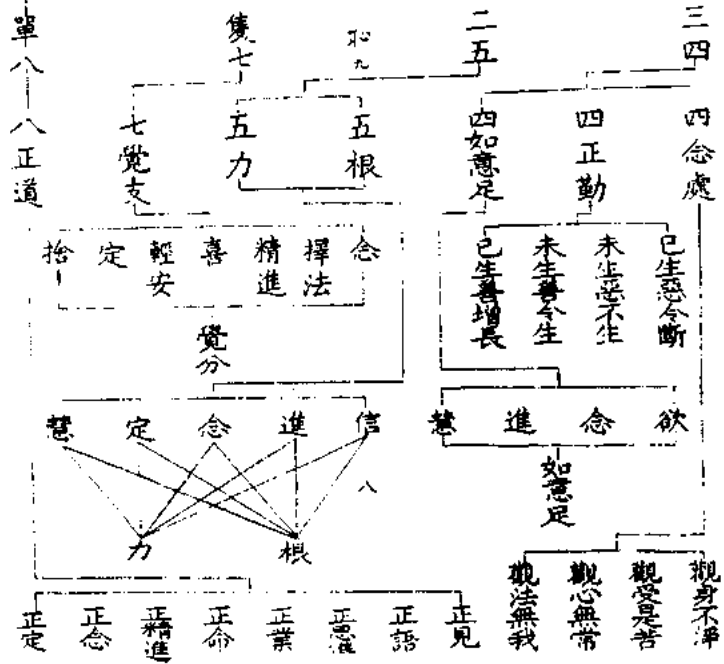 三四
二五
隻七
單八
四念處
四正勤
四如意足
五根
五力
七覺支
八正道
已生惡令斷
未生惡不生
未生善令生
已生善增長
念
擇法
精進
喜
輕安
定
捨
覺分
欲
念
進
慧
如意足
信
進
念
定
慧
八
根
力
觀身不淨
觀受是苦
觀心無常
觀法無我
正見
正語
正業
正命
正精進
正念
正定